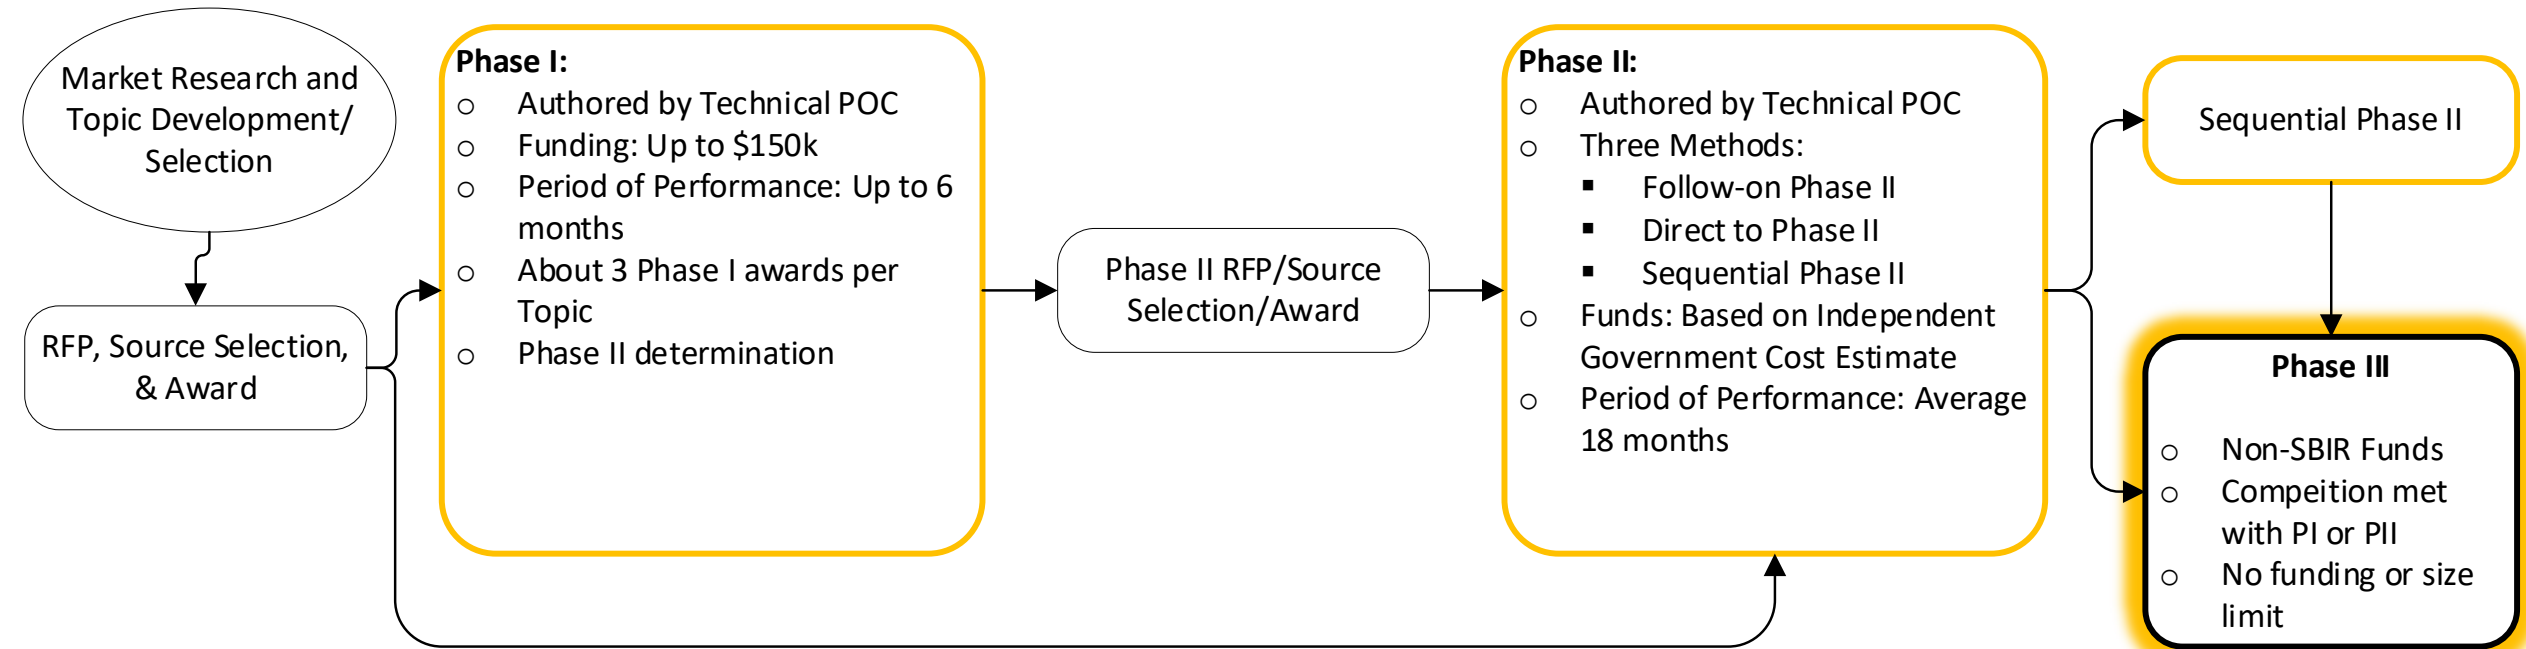 Market Research and
Topic Development/
Selection
RFP, Source Selection,
& Award
Phase I:
o Authored by Technical POC
o Funding: Up to $150k
o Period of Performance: Up to 6
months
o About 3 Phase I awards per
Topic
o Phase II determination
Phase II RFP/Source
Selection/Award
Phase II:
o Authored by Technical POC
o Three Methods:
▪ Follow-on Phase II
▪ Direct to Phase II
▪ Sequential Phase II
o Funds: Based on Independent
Government Cost Estimate
o Period of Performance: Average
18 months
Sequential Phase II
Phase III
o Non-SBIR Funds
o Compeition met
with PI or PII
o No funding or size
limit